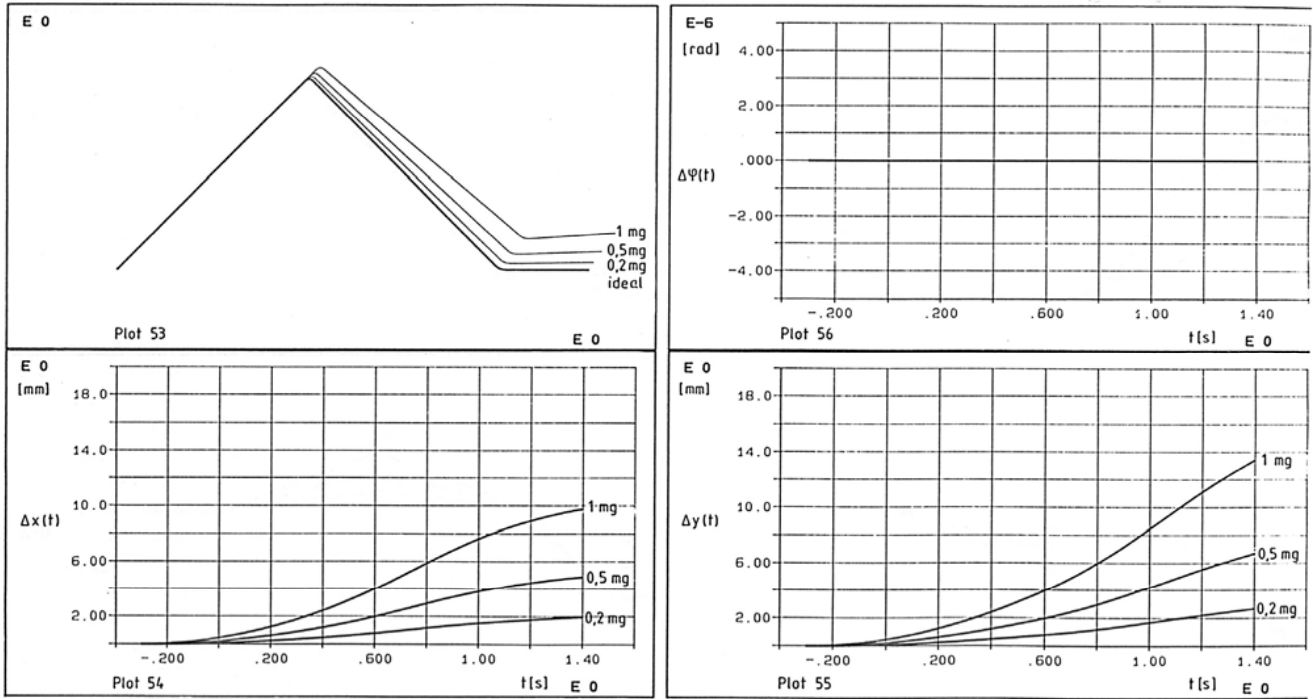 E 0
1 mg
0,5mg
0,2mg
ideal
Plot 53
E 0
E-6
[rad]
4.00
2.00
.000
Δφ(t)
-2.00
-4.00
-.200 .200 .600 1.00 1.40
Plot 56
t[s] E 0
E 0
[mm]
18.0
14.0
10.0
Δx(t)
6.00
2.00
1 mg
0,5 mg
0,2 mg
-.200 .200 .600 1.00 1.40
Plot 54
t[s] E 0
E 0
[mm]
18.0
14.0
10.0
Δy(t)
6.00
2.00
1 mg
0,5 mg
0,2 mg
-.200 .200 .600 1.00 1.40
Plot 55
t[s] E 0